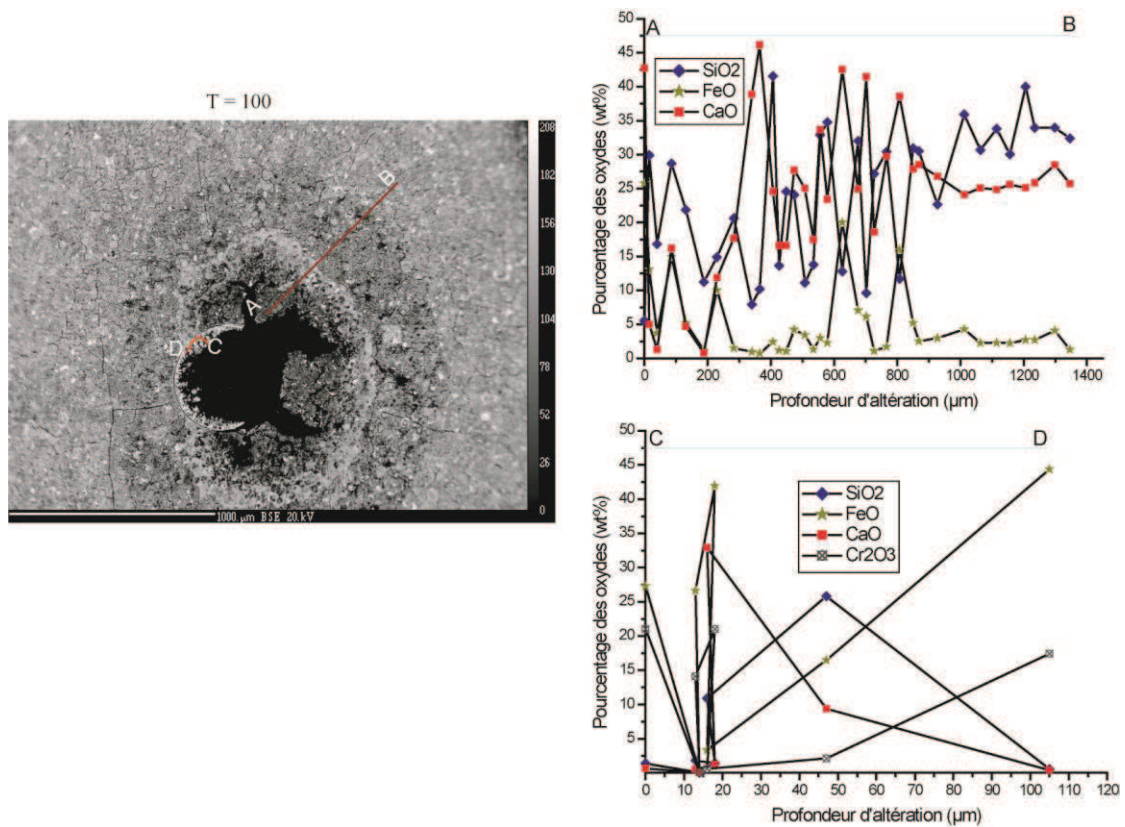 T = 100
208
182
156
130
104
78
52
26
0
B
A
D
C
1000.µm BSE 20.kV
A
B
50
45
40
35
30
25
20
15
10
5
0
Pourcentage des oxydes (wt%)
SiO2
FeO
CaO
0 200 400 600 800 1000 1200 1400
Profondeur d'altération (µm)
C
D
50
45
40
35
30
25
20
15
10
5
Pourcentage des oxydes (wt%)
SiO2
FeO
CaO
Cr2O3
0 10 20 30 40 50 60 70 80 90 100 110 120
Profondeur d'altération (µm)